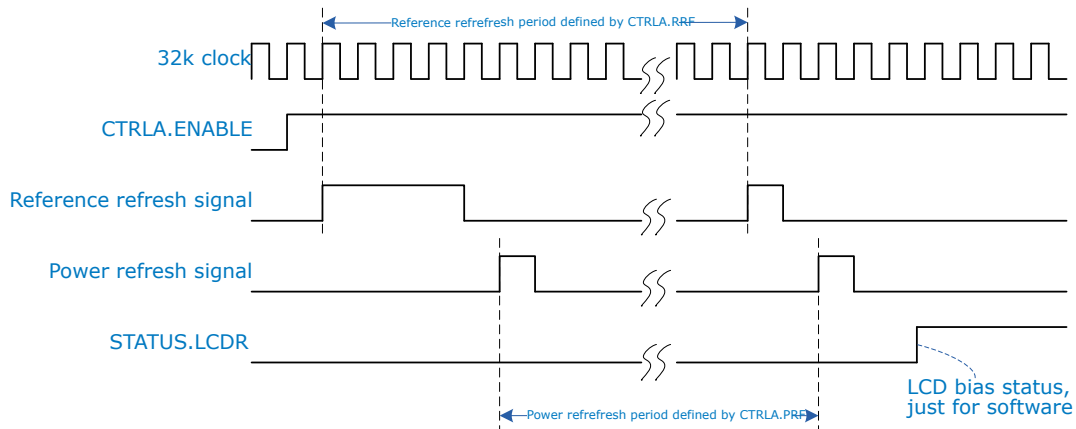 Reference refrefresh period defined by CTRLA.RRF
32k clock
CTRLA.ENABLE
Reference refresh signal
Power refresh signal
STATUS.LCDR
LCD bias status,
just for software
Power refrefresh period defined by CTRLA.PRF